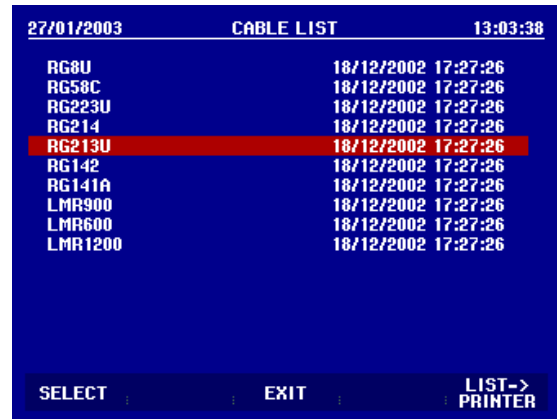 27/01/2003 CABLE LIST 13:03:38
RG8U 18/12/2002 17:27:26
RG58C 18/12/2002 17:27:26
RG223U 18/12/2002 17:27:26
RG214 18/12/2002 17:27:26
RG213U 18/12/2002 17:27:26
RG142 18/12/2002 17:27:26
RG141A 18/12/2002 17:27:26
LMR900 18/12/2002 17:27:26
LMR600 18/12/2002 17:27:26
LMR1200 18/12/2002 17:27:26
SELECT EXIT LIST->
PRINTER